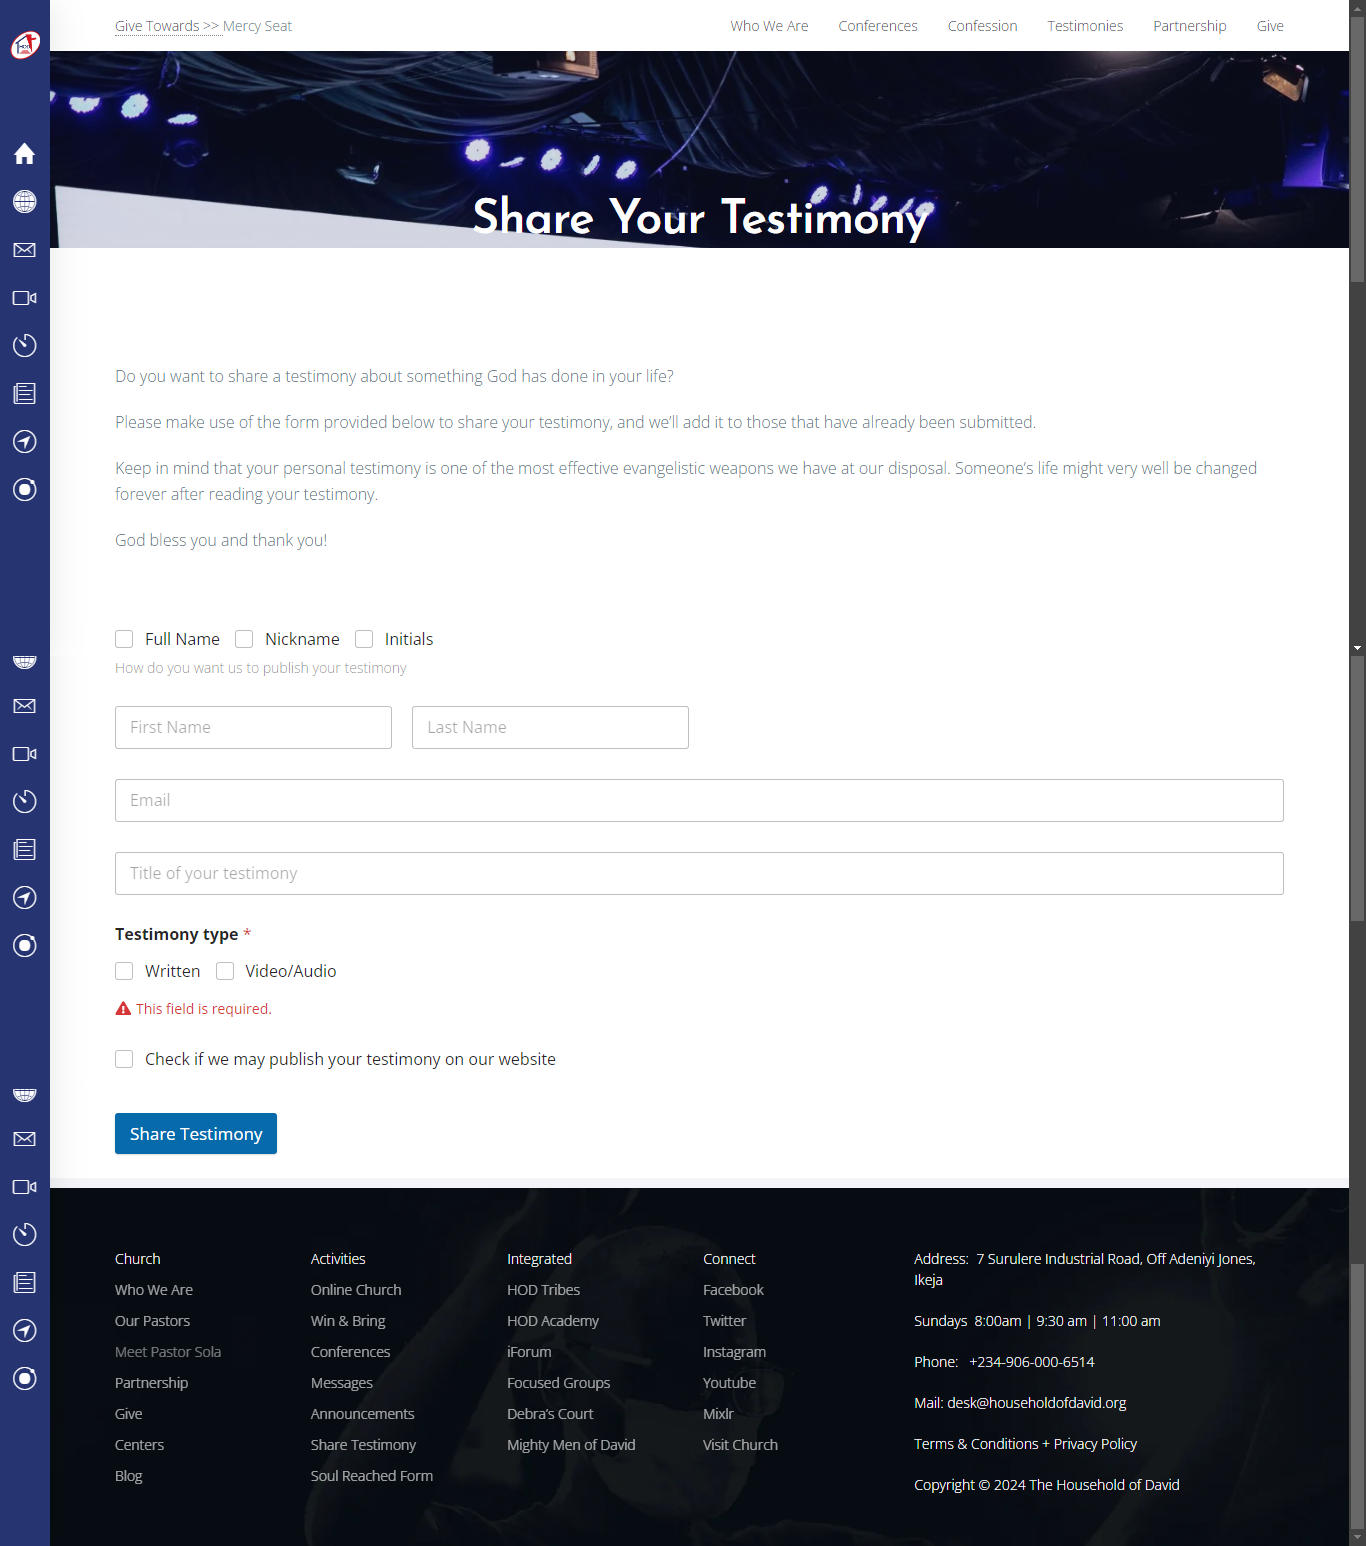 Give Towards >> Mercy Seat
Who We Are
Conferences
Confession
Testimonies
Partnership
Give
Share Your Testimony
Do you want to share a testimony about something God has done in your life?
Please make use of the form provided below to share your testimony, and we’ll add it to those that have already been submitted.
Keep in mind that your personal testimony is one of the most effective evangelistic weapons we have at our disposal. Someone’s life might very well be changed
forever after reading your testimony.
God bless you and thank you!
Full Name
Nickname
Initials
How do you want us to publish your testimony
First Name
Last Name
Email
Title of your testimony
Testimony type *
Written
Video/Audio
This field is required.
Check if we may publish your testimony on our website
Share Testimony
Church
Who We Are
Our Pastors
Meet Pastor Sola
Partnership
Give
Centers
Blog
Activities
Online Church
Win & Bring
Conferences
Messages
Announcements
Share Testimony
Soul Reached Form
Integrated
HOD Tribes
HOD Academy
iForum
Focused Groups
Debra’s Court
Mighty Men of David
Connect
Facebook
Twitter
Instagram
Youtube
Mixlr
Visit Church
Address: 7 Surulere Industrial Road, Off Adeniyi Jones,
Ikeja
Sundays 8:00am | 9:30 am | 11:00 am
Phone: +234-906-000-6514
Mail: desk@householdofdavid.org
Terms & Conditions + Privacy Policy
Copyright © 2024 The Household of David